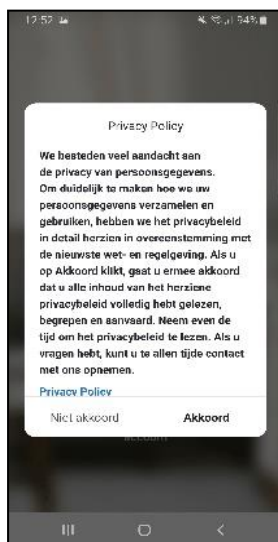 12:52
94%
Privacy Policy
We besteden veel aandacht aan
de privacy van persoonsgegevens.
Om duidelijk te maken hoe we uw
persoonsgegevens verzamelen en
gebruiken, hebben we het privacybeleid
in detail herzien in overeenstemming met
de nieuwste wet- en regelgeving. Als u
op Akkoord klikt, gaat u ermee akkoord
dat u alle inhoud van het herziene
privacybeleid volledig hebt gelezen,
begrepen en aanvaard. Neem even de
tijd om het privacybeleid te lezen. Als u
vragen hebt, kunt u te allen tijde contact
met ons opnemen.
Privacy Policy
Niet akkoord Akkoord